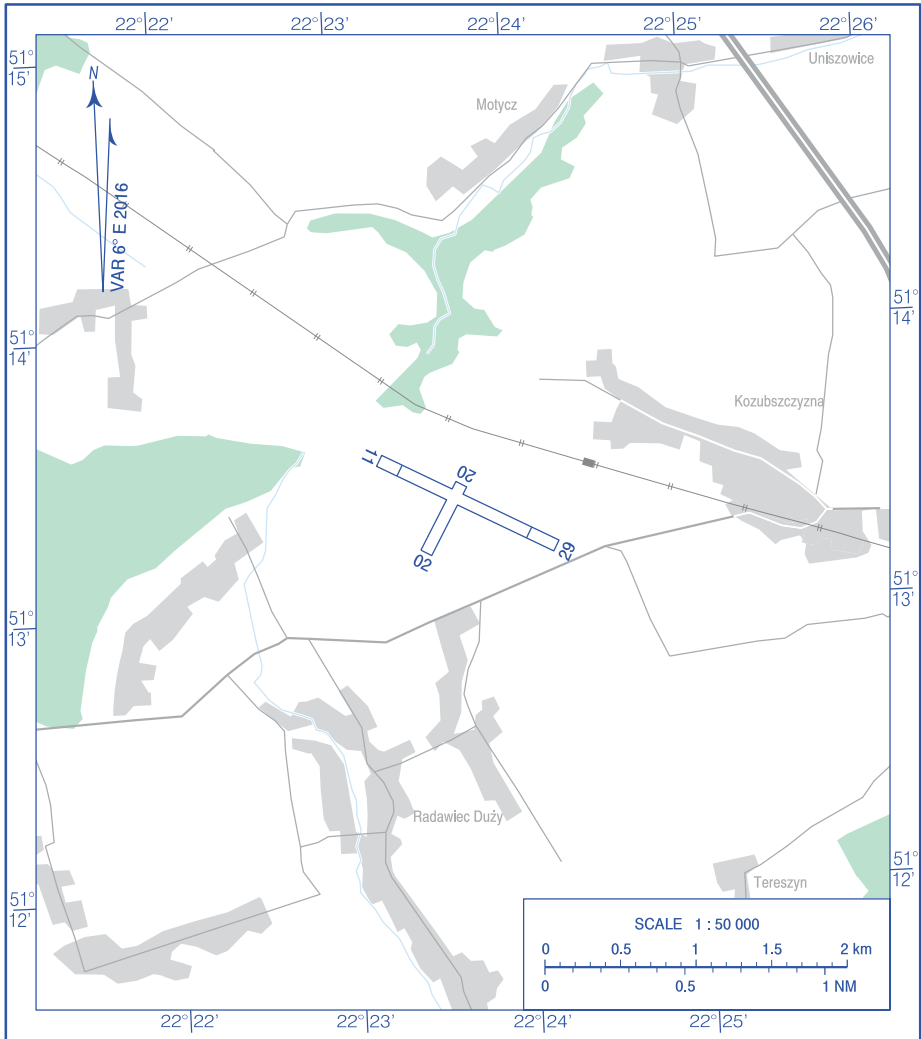 22°22' 22°23' 22°24' 22°25' 22°26'
51°
15'
N
VAR 6° E 2016
Motycz
Uniszowice
51°
14'
51°
14'
Kozubszczyzna
11
20
02
29
51°
13'
51°
13'
Radawiec Duży
Tereszyn
51°
12'
51°
12'
SCALE 1 : 50 000
0 0.5 1 1.5 2 km
0 0.5 1 NM
22°22' 22°23' 22°24' 22°25'